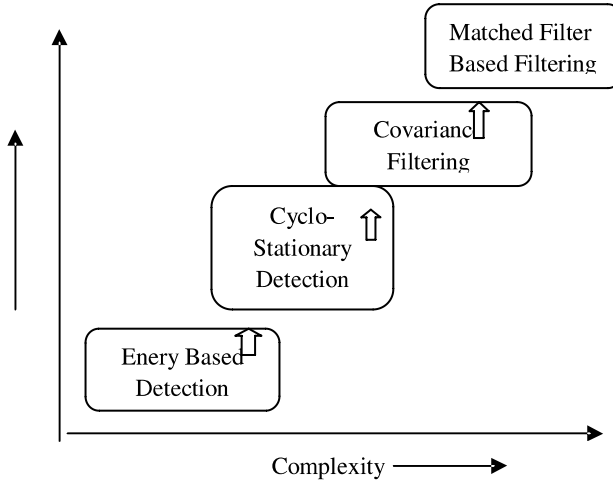 Matched Filter
Based Filtering
Covarianc
Filtering
Cyclo-
Stationary
Detection
Enery Based
Detection
Complexity